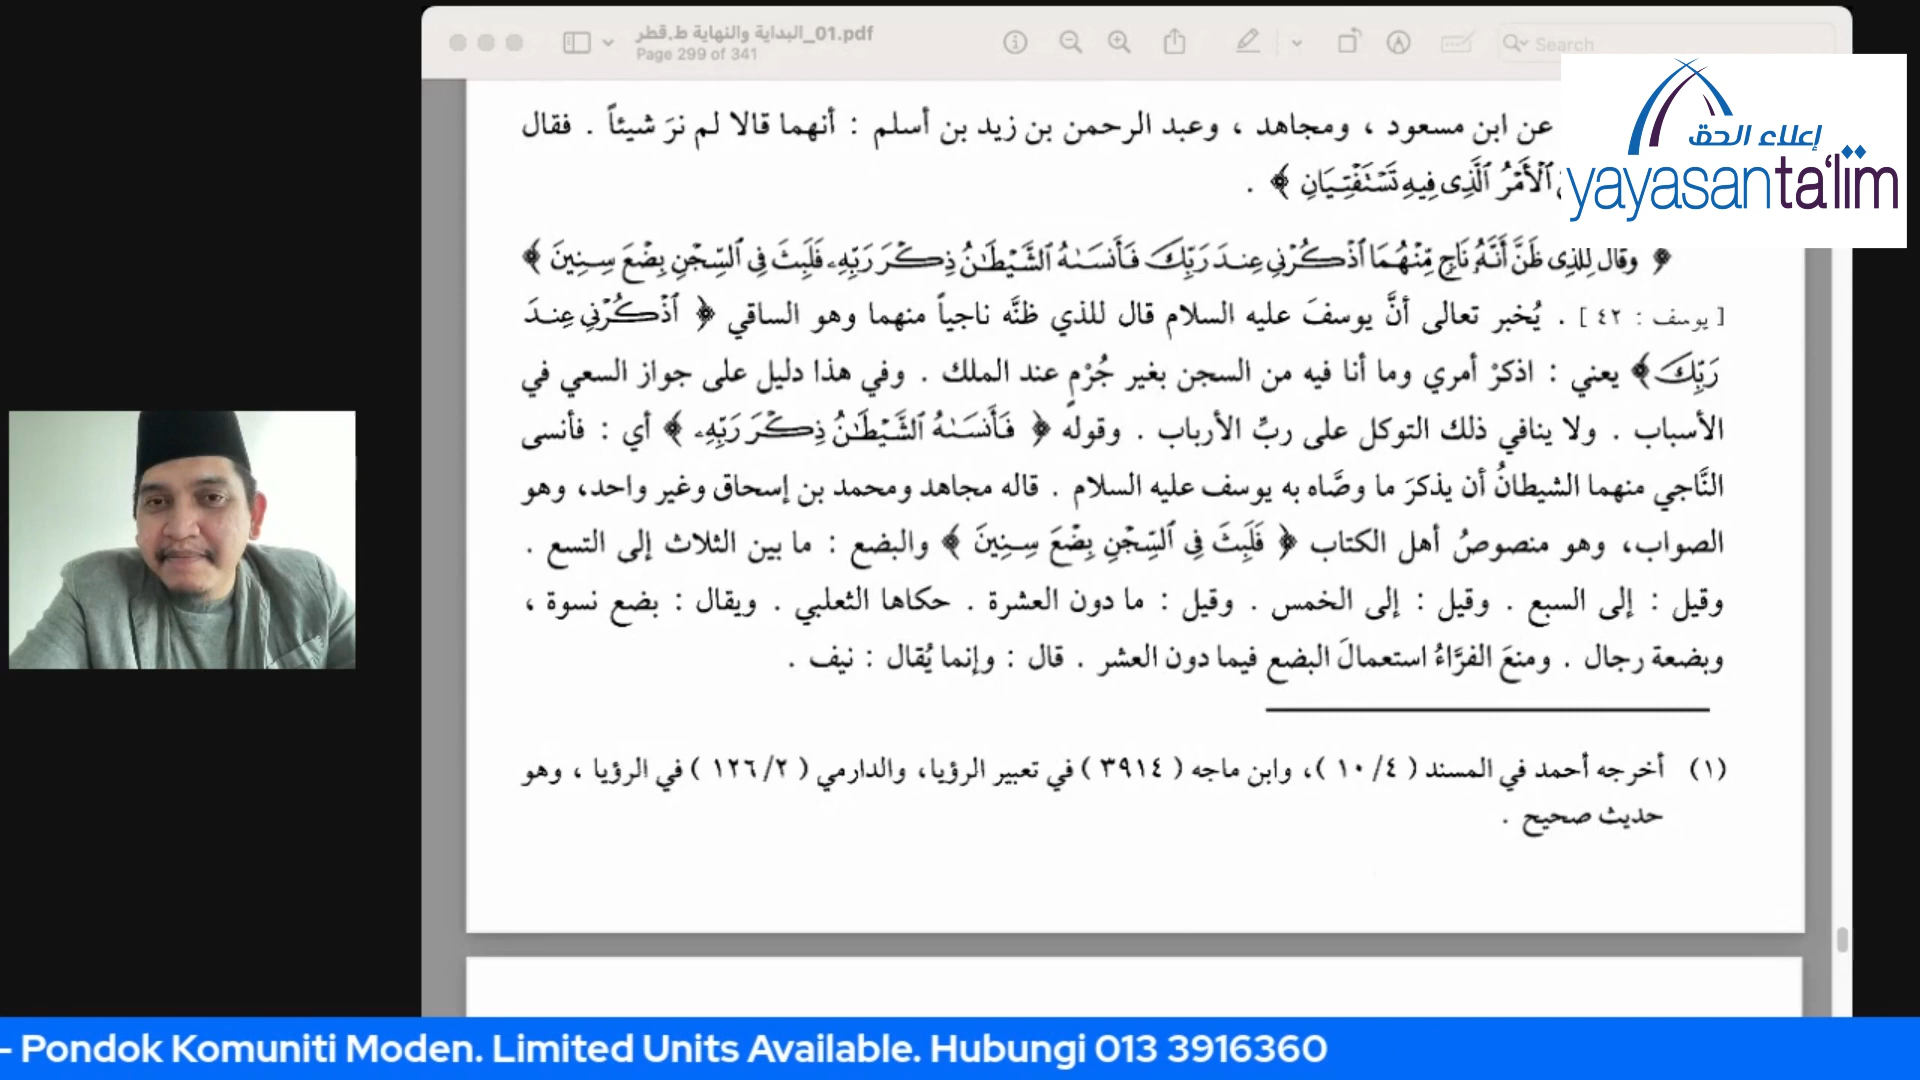 البداية والنهاية ط.قطر_01.pdf
Page 299 of 341
Search
إعلاء الحق
yayasanta'lim
عن ابن مسعود ، ومجاهد ، وعبد الرحمن بن زيد بن أسلم : أنهما قالا لم نرَ شيئاً . فقال
ٱلْأَمْرُ ٱلَّذِى فِيهِ تَسْتَفْتِيَانِ ﴾ .
﴿ وَقَالَ لِلَّذِى ظَنَّ أَنَّهُۥ نَاجٍ مِّنْهُمَا ٱذْكُرْنِى عِندَ رَبِّكَ فَأَنسَىٰهُ ٱلشَّيْطَٰنُ ذِكْرَ رَبِّهِۦ فَلَبِثَ فِى ٱلسِّجْنِ بِضْعَ سِنِينَ ﴾
[ يوسف : ٤٢ ] . يُخبر تعالى أنَّ يوسفَ عليه السلام قال للذي ظنَّه ناجياً منهما وهو الساقي ﴿ ٱذْكُرْنِى عِندَ
رَبِّكَ ﴾ يعني : اذكرْ أمري وما أنا فيه من السجن بغير جُرْمٍ عند الملك . وفي هذا دليل على جواز السعي في
الأسباب . ولا ينافي ذلك التوكل على ربِّ الأرباب . وقوله ﴿ فَأَنسَىٰهُ ٱلشَّيْطَٰنُ ذِكْرَ رَبِّهِۦ ﴾ أي : فأنسى
النَّاجي منهما الشيطانُ أن يذكرَ ما وصَّاه به يوسف عليه السلام . قاله مجاهد ومحمد بن إسحاق وغير واحد، وهو
الصواب، وهو منصوصُ أهل الكتاب ﴿ فَلَبِثَ فِى ٱلسِّجْنِ بِضْعَ سِنِينَ ﴾ والبضع : ما بين الثلاث إلى التسع .
وقيل : إلى السبع . وقيل : إلى الخمس . وقيل : ما دون العشرة . حكاها الثعلبي . ويقال : بضع نسوة ،
وبضعة رجال . ومنعَ الفرَّاءُ استعمالَ البضع فيما دون العشر . قال : وإنما يُقال : نيف .
(١) أخرجه أحمد في المسند ( ٤/ ١٠ )، وابن ماجه ( ٣٩١٤ ) في تعبير الرؤيا، والدارمي ( ٢/ ١٢٦ ) في الرؤيا ، وهو
حديث صحيح .
- Pondok Komuniti Moden. Limited Units Available. Hubungi 013 3916360